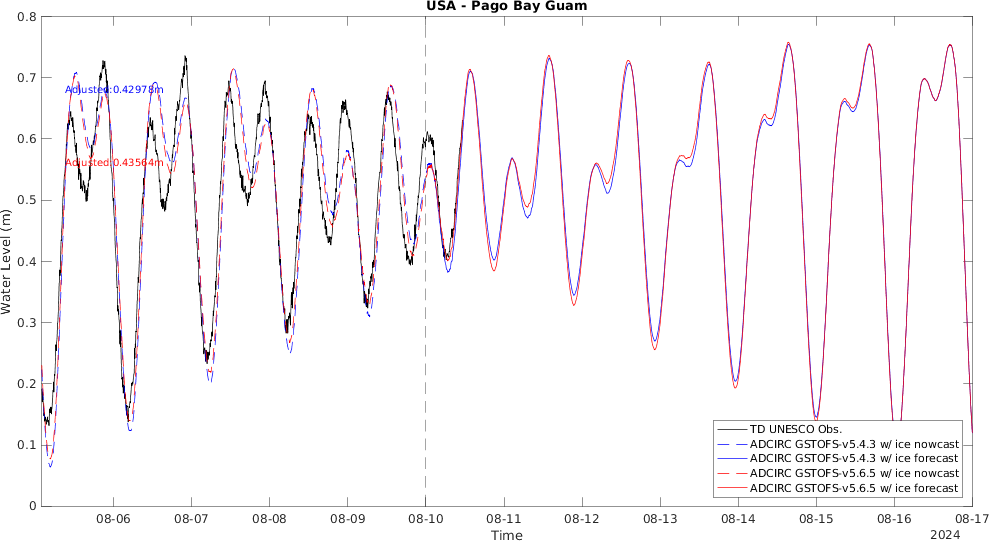 USA - Pago Bay Guam
0.8
0.7
0.6
0.5
0.4
0.3
0.2
0.1
0
Water Level (m)
Adjusted:0.42978m
Adjusted:0.43564m
TD UNESCO Obs.
ADCIRC GSTOFS-v5.4.3 w/ ice nowcast
ADCIRC GSTOFS-v5.4.3 w/ ice forecast
ADCIRC GSTOFS-v5.6.5 w/ ice nowcast
ADCIRC GSTOFS-v5.6.5 w/ ice forecast
08-06 08-07 08-08 08-09 08-10 08-11 08-12 08-13 08-14 08-15 08-16 08-17
Time
2024